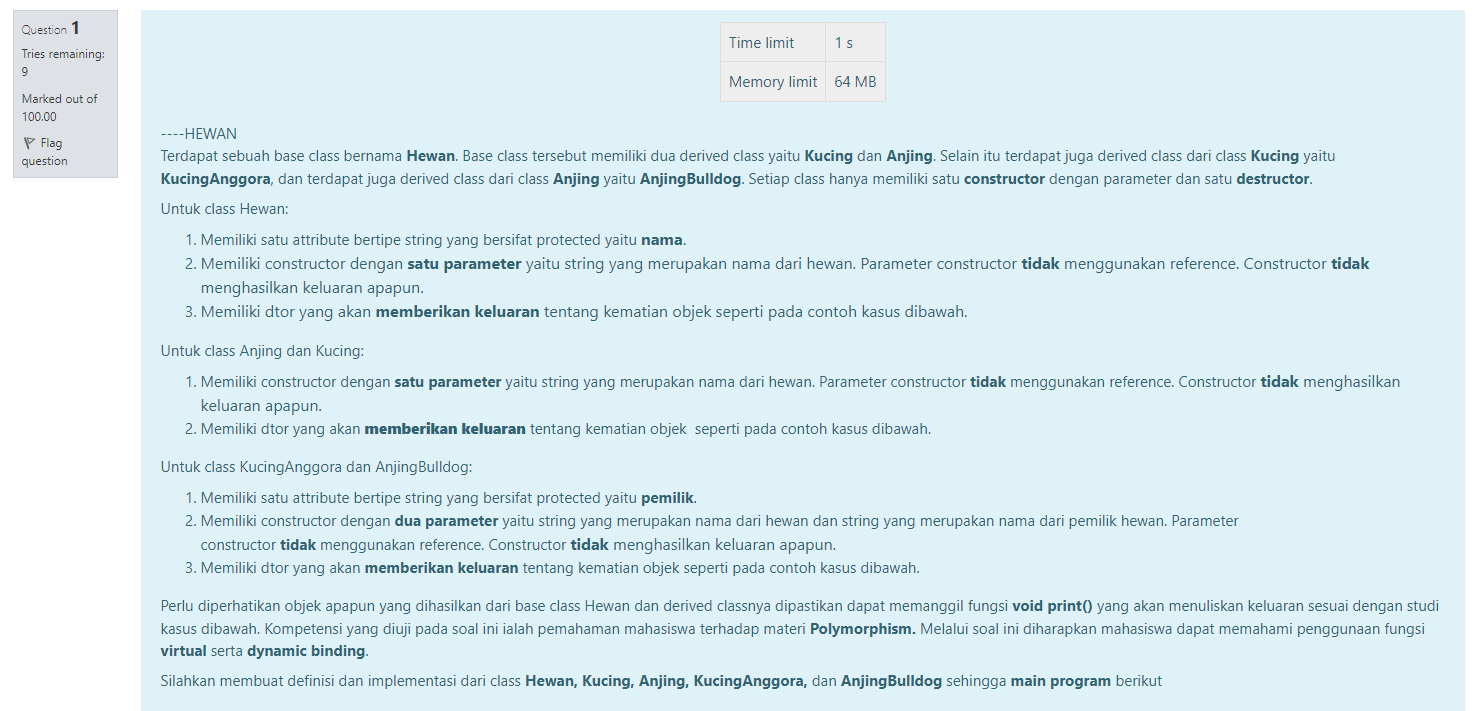 Question 1
Tries remaining:
9
Marked out of
100.00
Flag
question
Time limit 1 s
Memory limit 64 MB
----HEWAN
Terdapat sebuah base class bernama Hewan. Base class tersebut memiliki dua derived class yaitu Kucing dan Anjing. Selain itu terdapat juga derived class dari class Kucing yaitu
KucingAnggora, dan terdapat juga derived class dari class Anjing yaitu AnjingBulldog. Setiap class hanya memiliki satu constructor dengan parameter dan satu destructor.
Untuk class Hewan:
1. Memiliki satu attribute bertipe string yang bersifat protected yaitu nama.
2. Memiliki constructor dengan satu parameter yaitu string yang merupakan nama dari hewan. Parameter constructor tidak menggunakan reference. Constructor tidak
menghasilkan keluaran apapun.
3. Memiliki dtor yang akan memberikan keluaran tentang kematian objek seperti pada contoh kasus dibawah.
Untuk class Anjing dan Kucing:
1. Memiliki constructor dengan satu parameter yaitu string yang merupakan nama dari hewan. Parameter constructor tidak menggunakan reference. Constructor tidak menghasilkan
keluaran apapun.
2. Memiliki dtor yang akan memberikan keluaran tentang kematian objek seperti pada contoh kasus dibawah.
Untuk class KucingAnggora dan AnjingBulldog:
1. Memiliki satu attribute bertipe string yang bersifat protected yaitu pemilik.
2. Memiliki constructor dengan dua parameter yaitu string yang merupakan nama dari hewan dan string yang merupakan nama dari pemilik hewan. Parameter
constructor tidak menggunakan reference. Constructor tidak menghasilkan keluaran apapun.
3. Memiliki dtor yang akan memberikan keluaran tentang kematian objek seperti pada contoh kasus dibawah.
Perlu diperhatikan objek apapun yang dihasilkan dari base class Hewan dan derived classnya dipastikan dapat memanggil fungsi void print() yang akan menuliskan keluaran sesuai dengan studi
kasus dibawah. Kompetensi yang diuji pada soal ini ialah pemahaman mahasiswa terhadap materi Polymorphism. Melalui soal ini diharapkan mahasiswa dapat memahami penggunaan fungsi
virtual serta dynamic binding.
Silahkan membuat definisi dan implementasi dari class Hewan, Kucing, Anjing, KucingAnggora, dan AnjingBulldog sehingga main program berikut